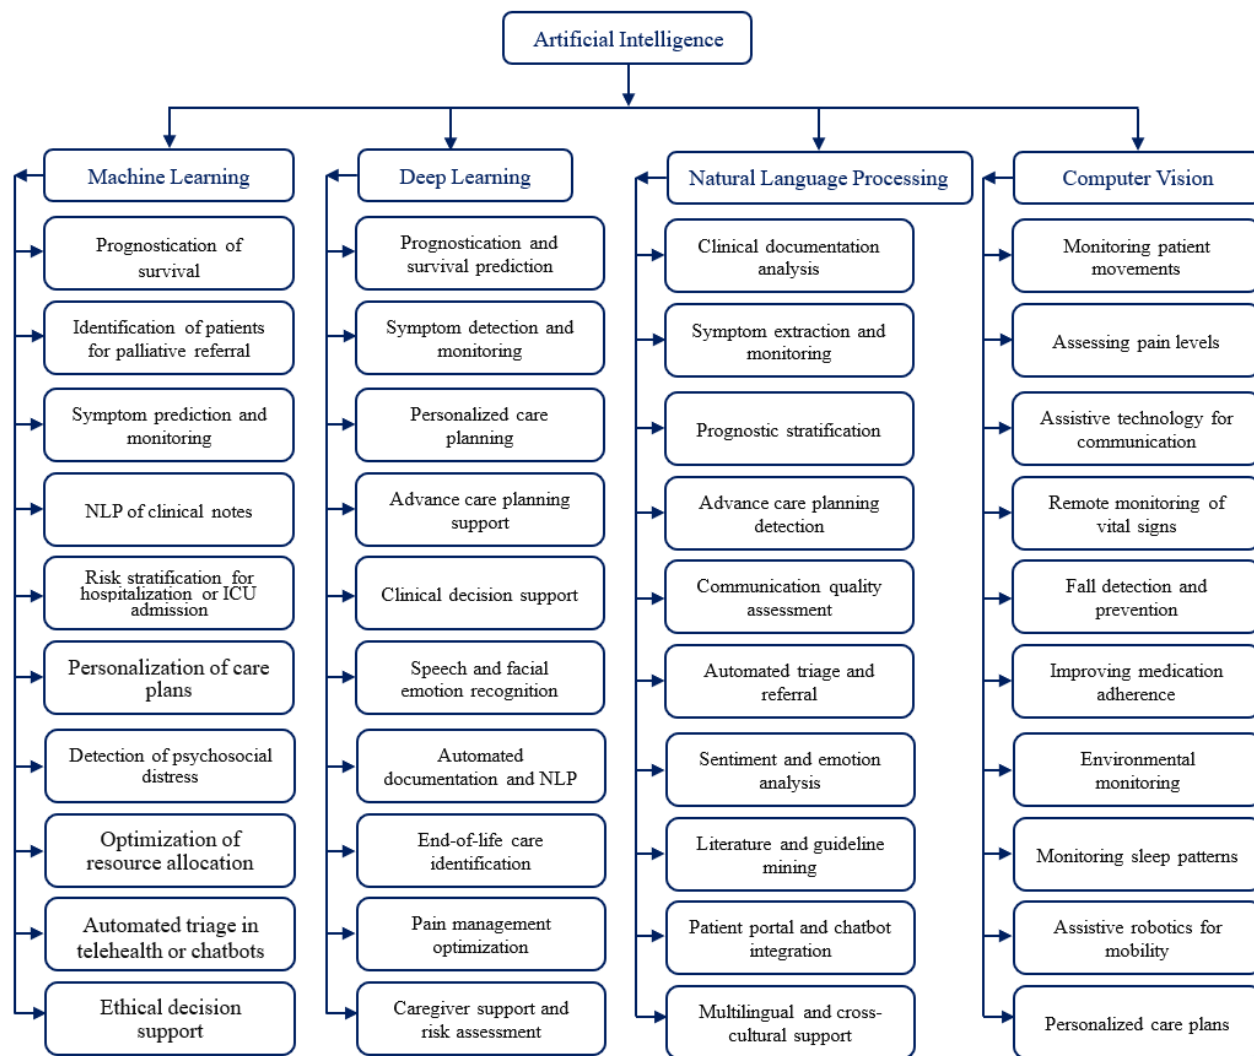 Artificial Intelligence
Machine Learning
Prognostication of
survival
Identification of patients
for palliative referral
Symptom prediction and
monitoring
NLP of clinical notes
Risk stratification for
hospitalization or ICU
admission
Personalization of care
plans
Detection of psychosocial
distress
Optimization of
resource allocation
Automated triage in
telehealth or chatbots
Ethical decision
support
Deep Learning
Prognostication and
survival prediction
Symptom detection and
monitoring
Personalized care
planning
Advance care planning
support
Clinical decision support
Speech and facial
emotion recognition
Automated
documentation and NLP
End-of-life care
identification
Pain management
optimization
Caregiver support and
risk assessment
Natural Language Processing
Clinical documentation
analysis
Symptom extraction and
monitoring
Prognostic stratification
Advance care planning
detection
Communication quality
assessment
Automated triage and
referral
Sentiment and emotion
analysis
Literature and guideline
mining
Patient portal and chatbot
integration
Multilingual and cross-
cultural support
Computer Vision
Monitoring patient
movements
Assessing pain levels
Assistive technology for
communication
Remote monitoring of
vital signs
Fall detection and
prevention
Improving medication
adherence
Environmental
monitoring
Monitoring sleep patterns
Assistive robotics for
mobility
Personalized care plans